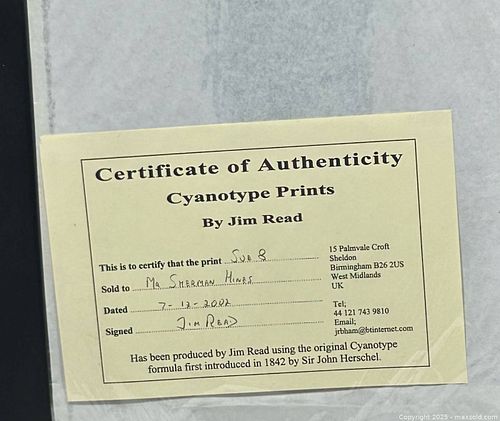 Certificate of Authenticity
Cyanotype Prints
By Jim Read
This is to certify that the print Sub 8
Sold to Mr Sherman Hines
Dated 7-12-2002
Signed Jim Read
15 Palmvale Croft
Sheldon
Birmingham B26 2US
West Midlands
UK
Tel;
44 121 743 9810
Email;
jrbham@btinternet.com
Has been produced by Jim Read using the original Cyanotype
formula first introduced in 1842 by Sir John Herschel.
Copyright 2025 - maxsold.com